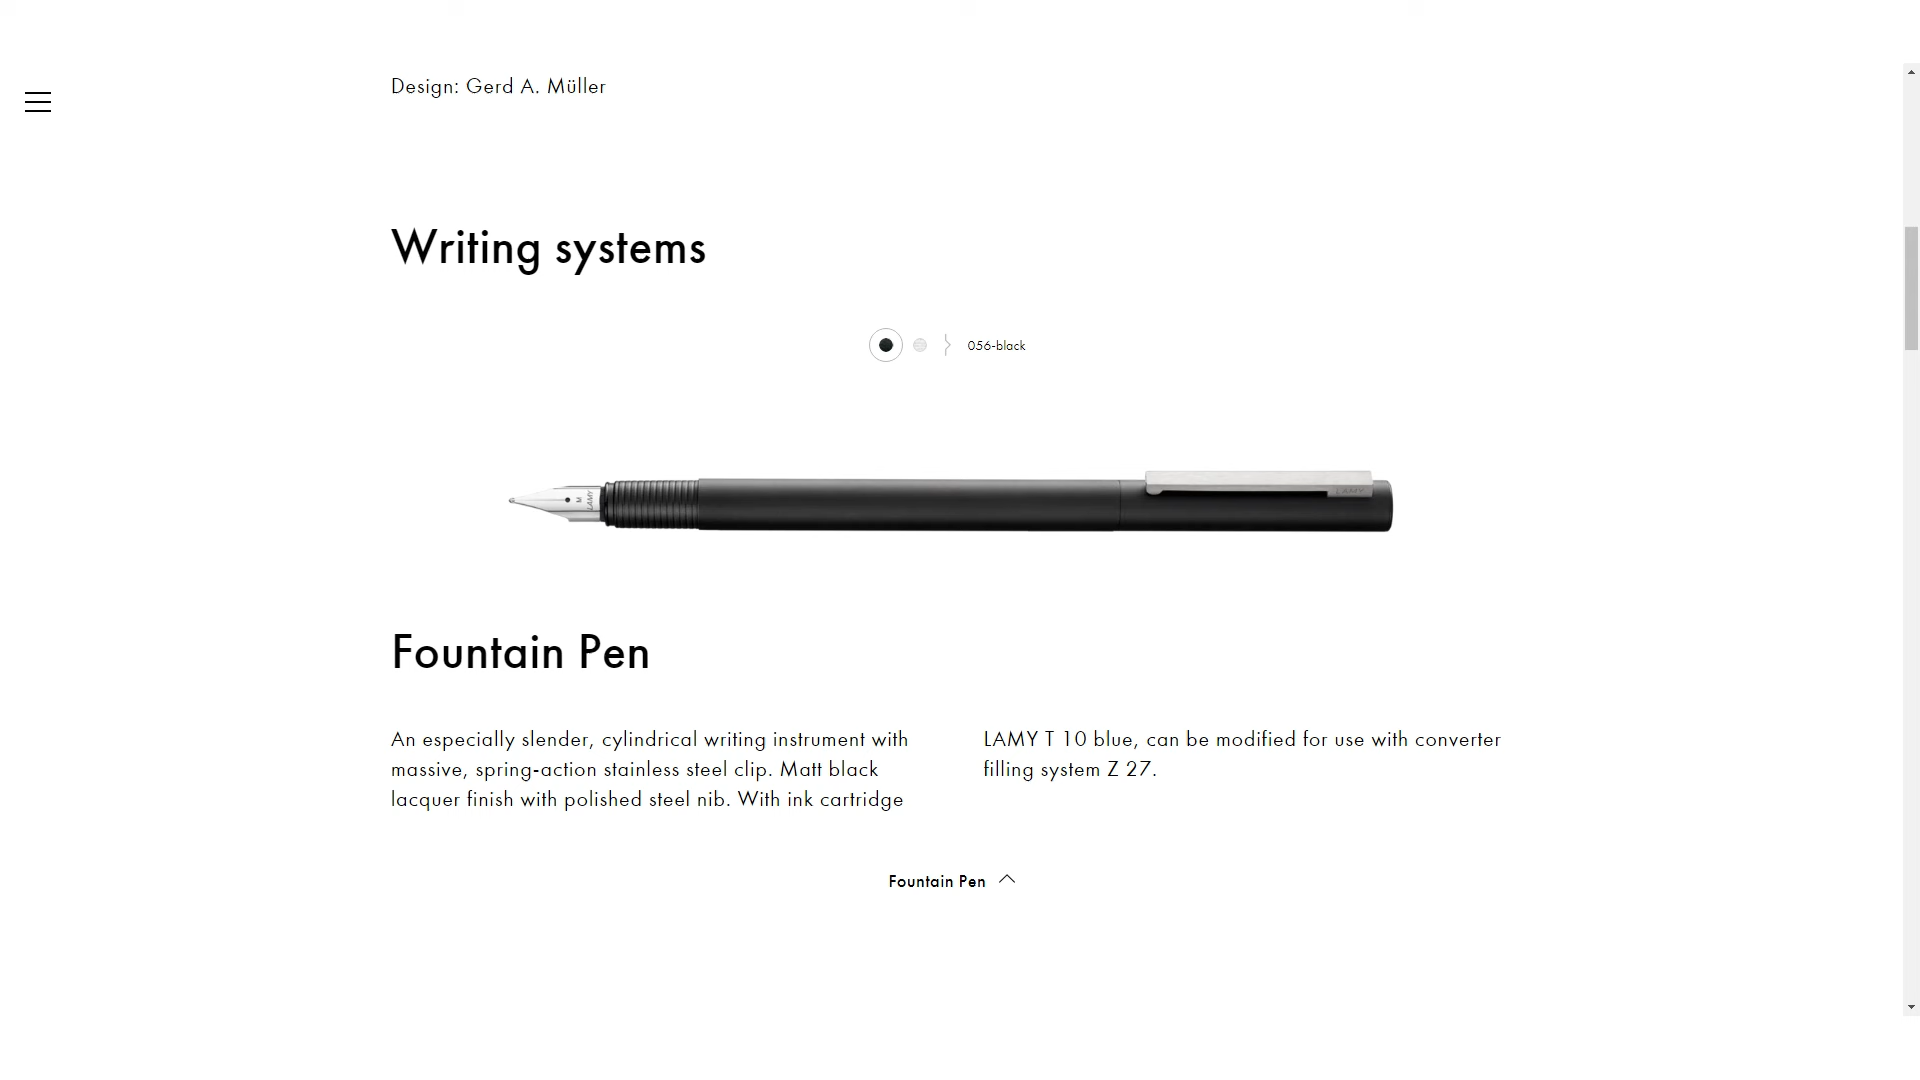 Design: Gerd A. Müller
Writing systems
056-black
M
LAMY
LAMY
Fountain Pen
An especially slender, cylindrical writing instrument with
massive, spring-action stainless steel clip. Matt black
lacquer finish with polished steel nib. With ink cartridge
LAMY T 10 blue, can be modified for use with converter
filling system Z 27.
Fountain Pen